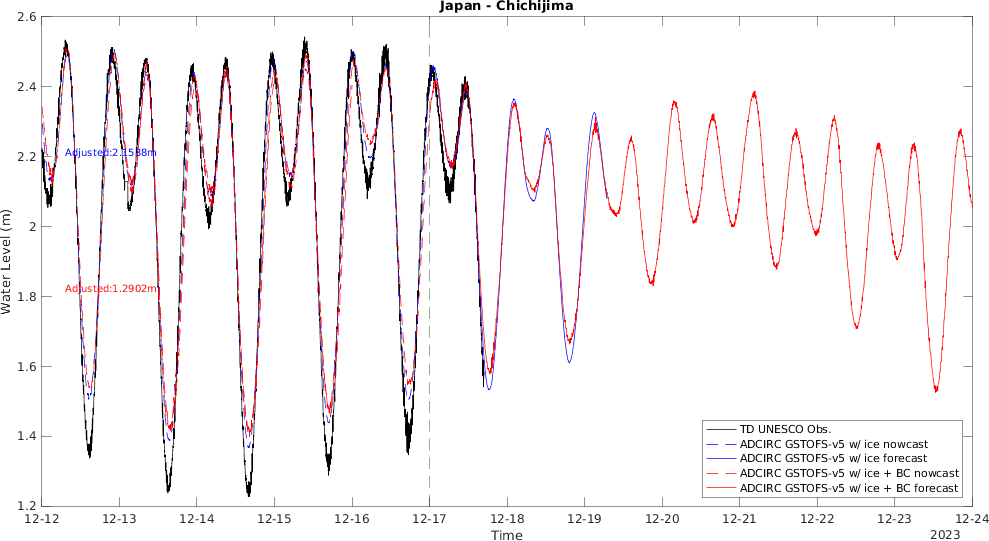 Japan - Chichijima
2.6
2.4
2.2
2
1.8
1.6
1.4
1.2
Water Level (m)
Adjusted:2.1538m
Adjusted:1.2902m
TD UNESCO Obs.
ADCIRC GSTOFS-v5 w/ ice nowcast
ADCIRC GSTOFS-v5 w/ ice forecast
ADCIRC GSTOFS-v5 w/ ice + BC nowcast
ADCIRC GSTOFS-v5 w/ ice + BC forecast
12-12 12-13 12-14 12-15 12-16 12-17 12-18 12-19 12-20 12-21 12-22 12-23 12-24
Time
2023